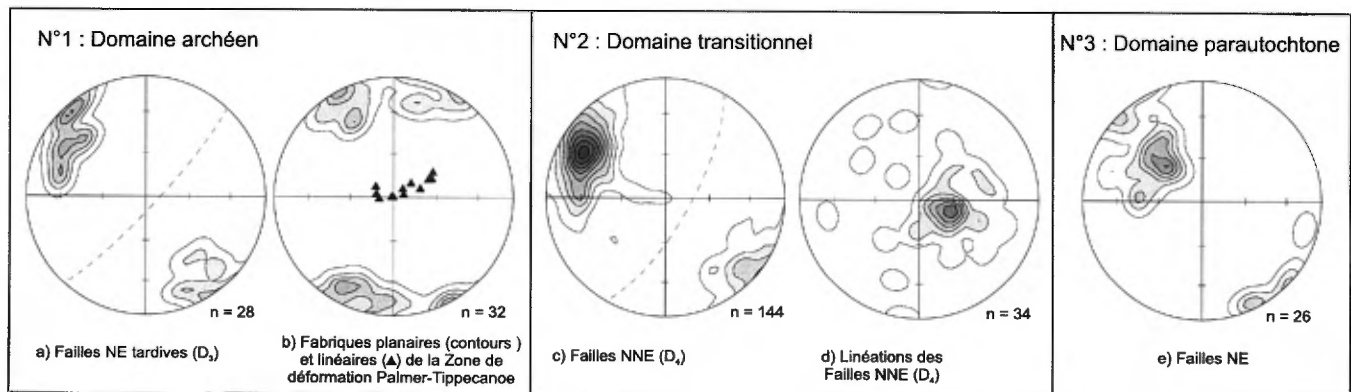 N°1 : Domaine archéen
n = 28
a) Failles NE tardives (D₃)
n = 32
b) Fabriques planaires (contours )
et linéaires (▲) de la Zone de
déformation Palmer-Tippecanoe
N°2 : Domaine transitionnel
n = 144
c) Failles NNE (D₄)
n = 34
d) Linéations des
Failles NNE (D₄)
N°3 : Domaine parautochtone
n = 26
e) Failles NE